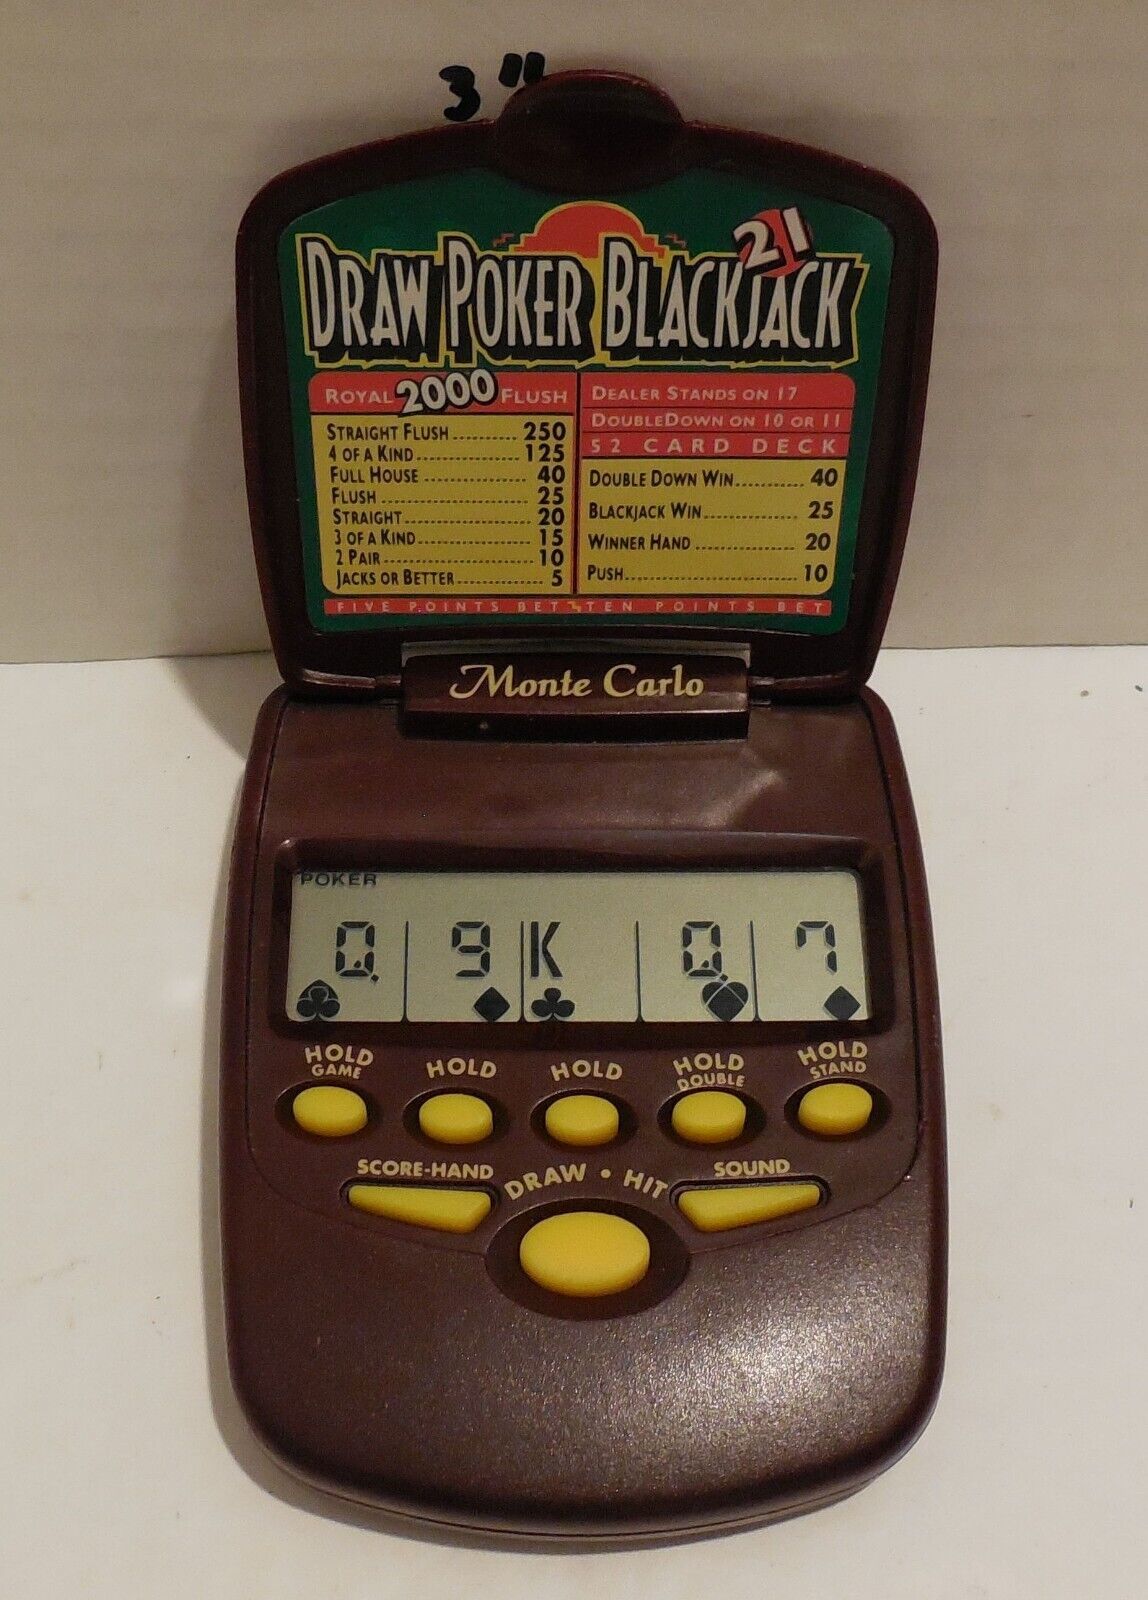 3"
DRAW POKER BLACKJACK 21
ROYAL 2000 FLUSH
STRAIGHT FLUSH .......... 250
4 OF A KIND ................ 125
FULL HOUSE ................ 40
FLUSH ........................ 25
STRAIGHT .................... 20
3 OF A KIND ................ 15
2 PAIR ........................ 10
JACKS OR BETTER .............. 5
DEALER STANDS ON 17
DOUBLEDOWN ON 10 OR 11
52 CARD DECK
DOUBLE DOWN WIN .......... 40
BLACKJACK WIN .............. 25
WINNER HAND ................ 20
PUSH .......................... 10
FIVE POINTS BET TEN POINTS BET
Monte Carlo
POKER
Q 9 K Q 7
HOLD GAME
HOLD
HOLD
HOLD DOUBLE
HOLD STAND
SCORE-HAND
DRAW • HIT
SOUND